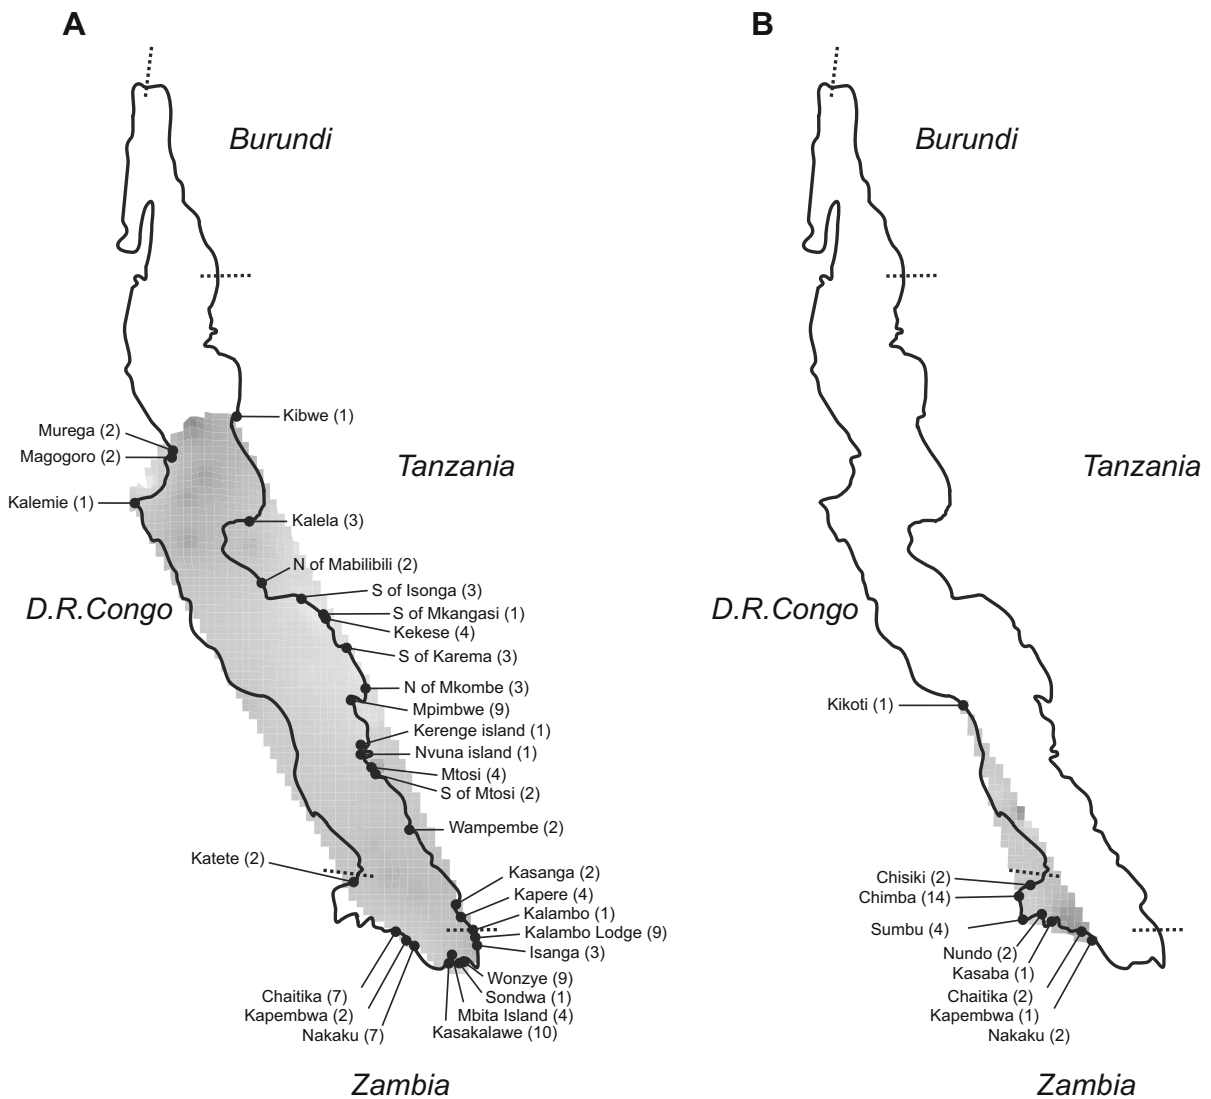 A
Burundi
Kibwe (1)
Murega (2)
Magogoro (2)
Tanzania
Kalemie (1)
Kalela (3)
N of Mabilibili (2)
S of Isonga (3)
D.R.Congo
S of Mkangasi (1)
Kekese (4)
S of Karema (3)
N of Mkombe (3)
Mpimbwe (9)
Kerenge island (1)
Nvuna island (1)
Mtosi (4)
S of Mtosi (2)
Wampembe (2)
Katete (2)
Kasanga (2)
Kapere (4)
Kalambo (1)
Kalambo Lodge (9)
Isanga (3)
Wonzye (9)
Chaitika (7)
Sondwa (1)
Kapembwa (2)
Mbita Island (4)
Nakaku (7)
Kasakalawe (10)
Zambia
B
Burundi
Tanzania
D.R.Congo
Kikoti (1)
Chisiki (2)
Chimba (14)
Sumbu (4)
Nundo (2)
Kasaba (1)
Chaitika (2)
Kapembwa (1)
Nakaku (2)
Zambia